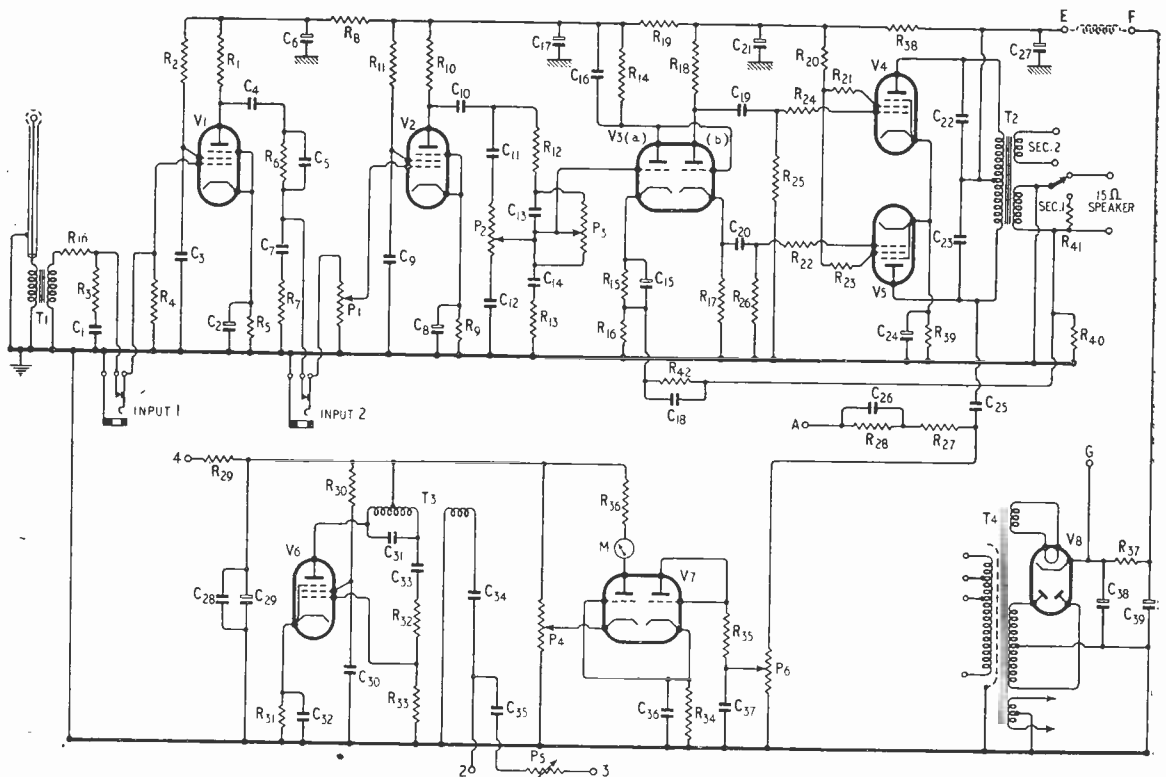 E F
R8 R19 R38
C6 C17 C21 C27
R2 R1 R11 R10 C16 R14 R18 R20 R21 V4
C4 C10 C19 R24 C22 T2
V1 V2 V3(a) (b) SEC.2
R6 C5 C11 R12 R25 15Ω
SPEAKER
SEC.1
C13 P3 C23 R41
R16 P2 C20 R22
C3 C7 C9 R23 V5
T1 R3 R4 P1 C14 R15 C15 R17 R26
C1 C2 R5 R7 C8 R9 C12 R13 R16 C24 R39 R40
R42
INPUT 1 INPUT 2 C18 C26 C25
A R28 R27
4 R29 G
R30 T3 R36 T4 V8
V6 C31 M V7 R37
C28 C29 C33 C34 C38 C39
R32 P4 R35 P6
C30
R31 C32 R33 C35 C36 R34 C37
2 P5 3